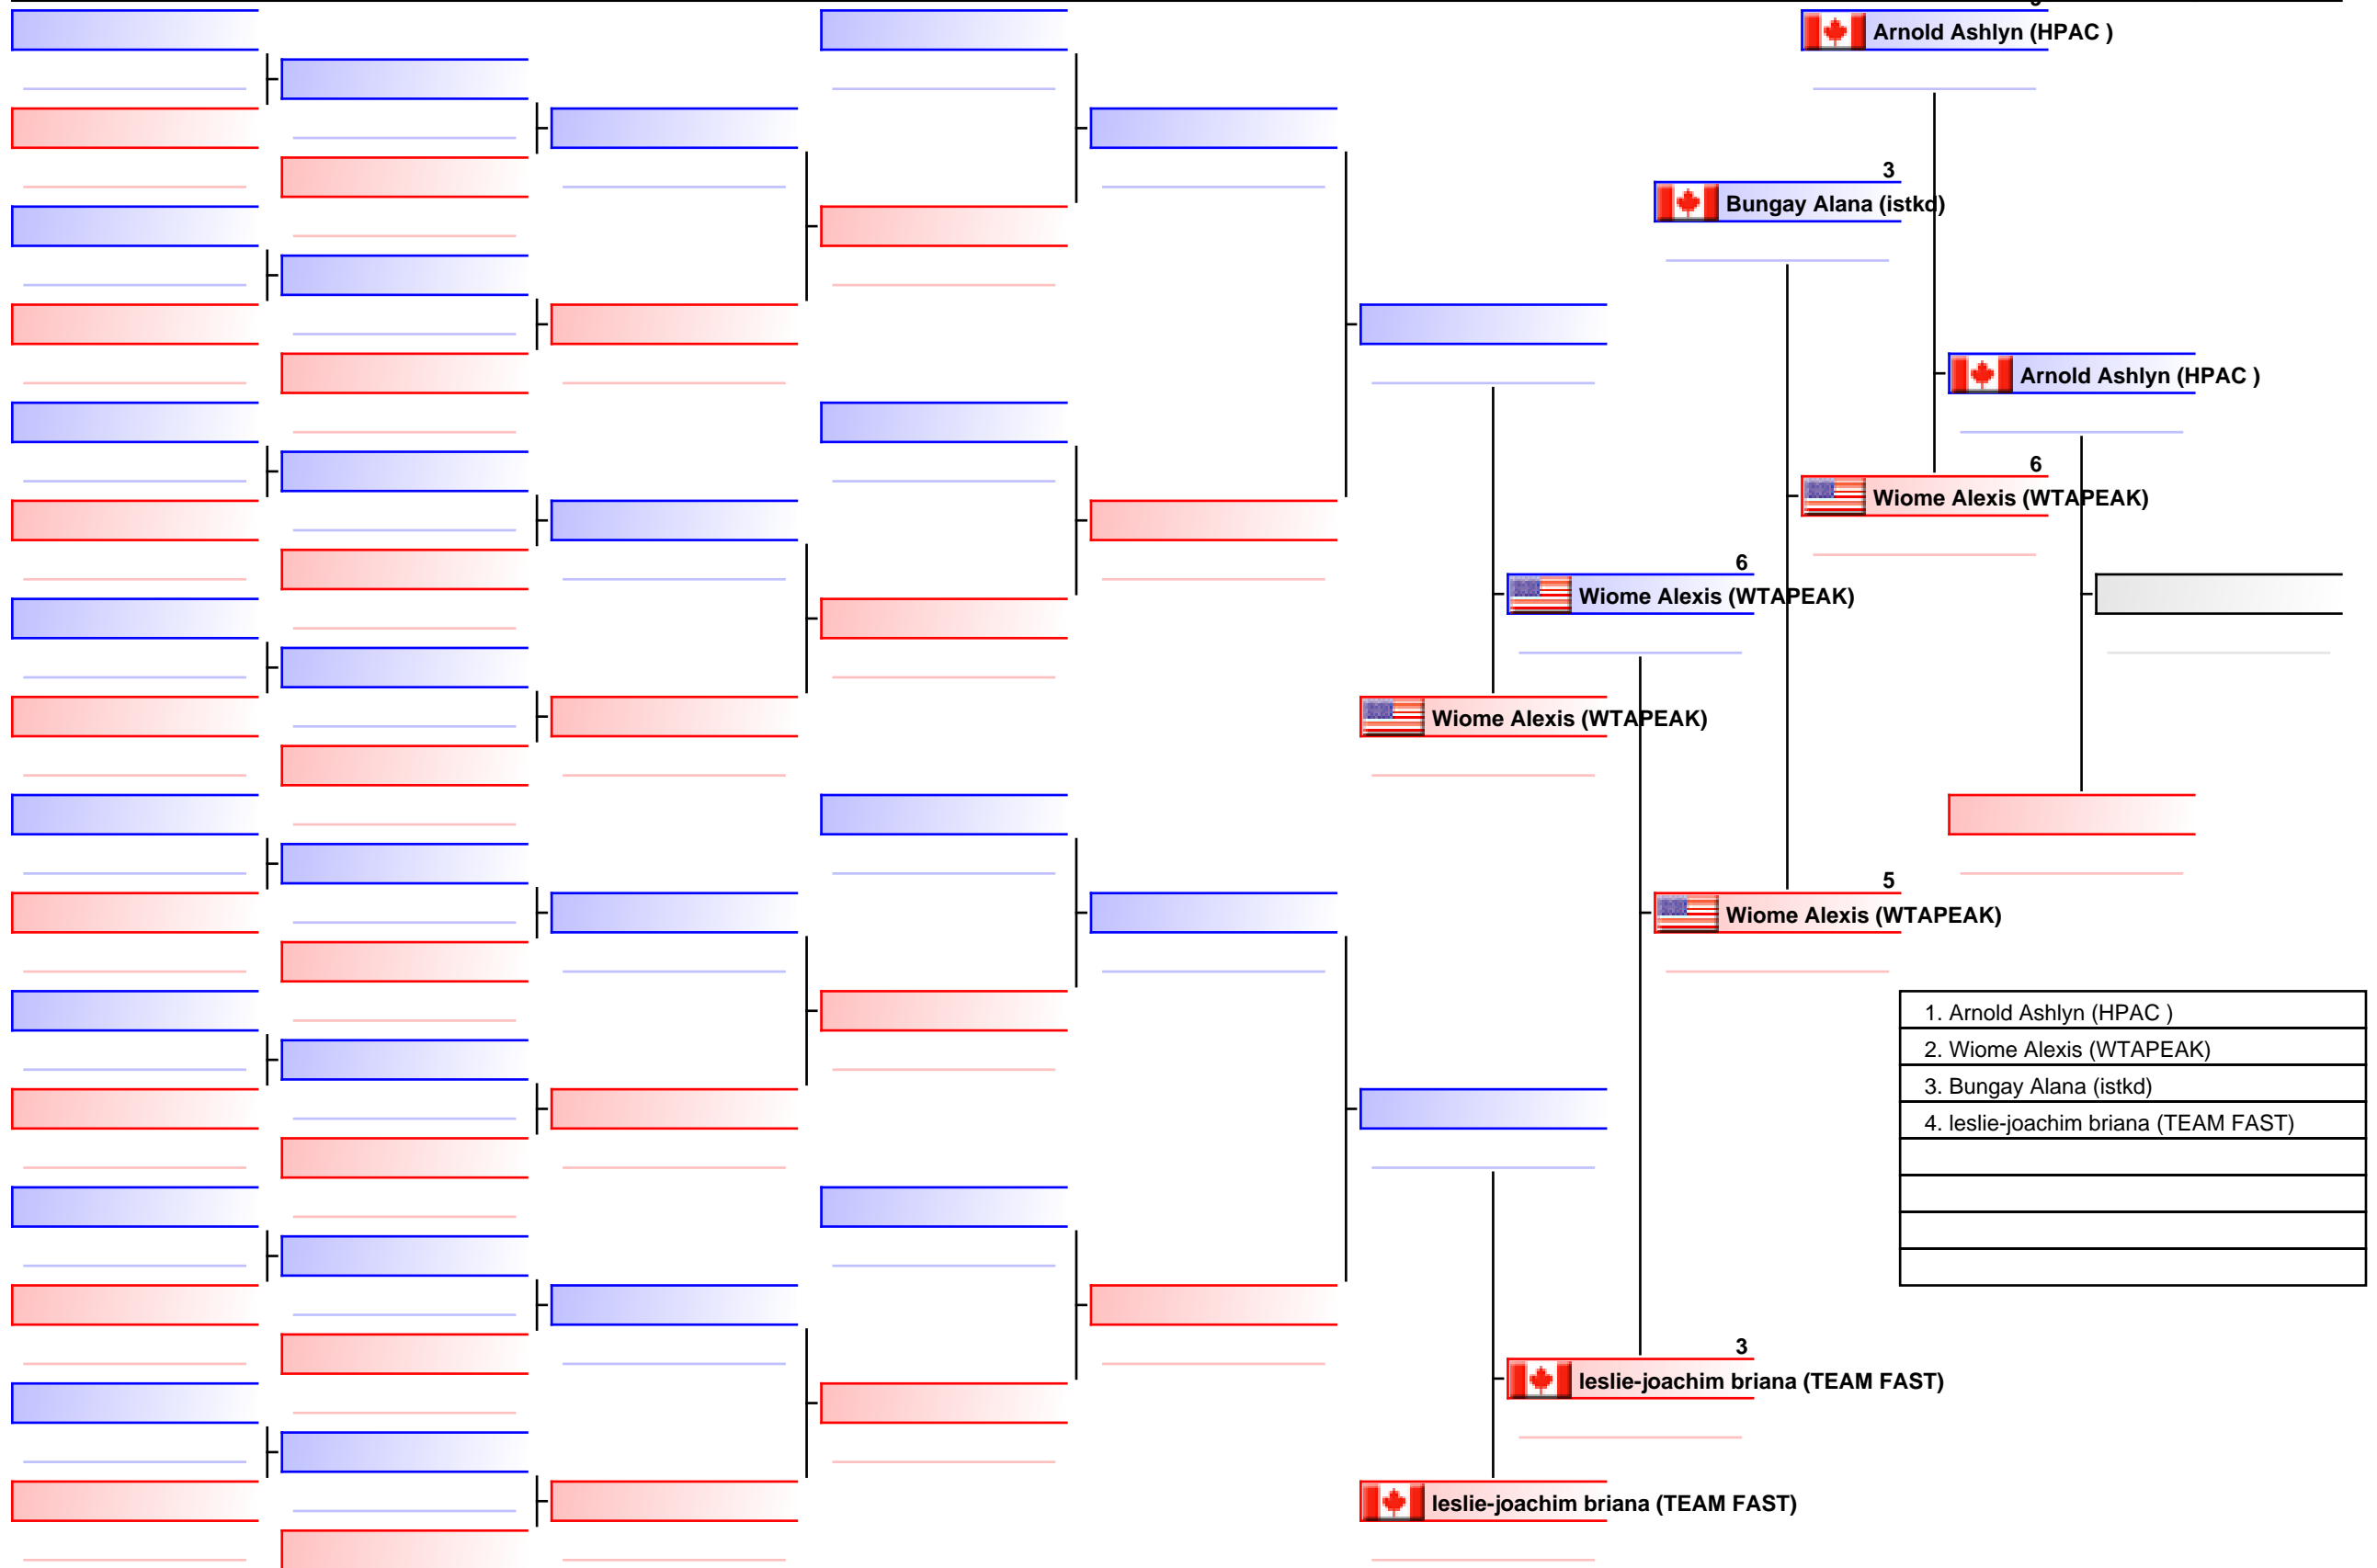 Arnold Ashlyn (HPAC )
3
Bungay Alana (istkd)
Arnold Ashlyn (HPAC )
6
Wiome Alexis (WTAPEAK)
6
Wiome Alexis (WTAPEAK)
Wiome Alexis (WTAPEAK)
5
Wiome Alexis (WTAPEAK)
1. Arnold Ashlyn (HPAC )
2. Wiome Alexis (WTAPEAK)
3. Bungay Alana (istkd)
4. leslie-joachim briana (TEAM FAST)
3
leslie-joachim briana (TEAM FAST)
leslie-joachim briana (TEAM FAST)